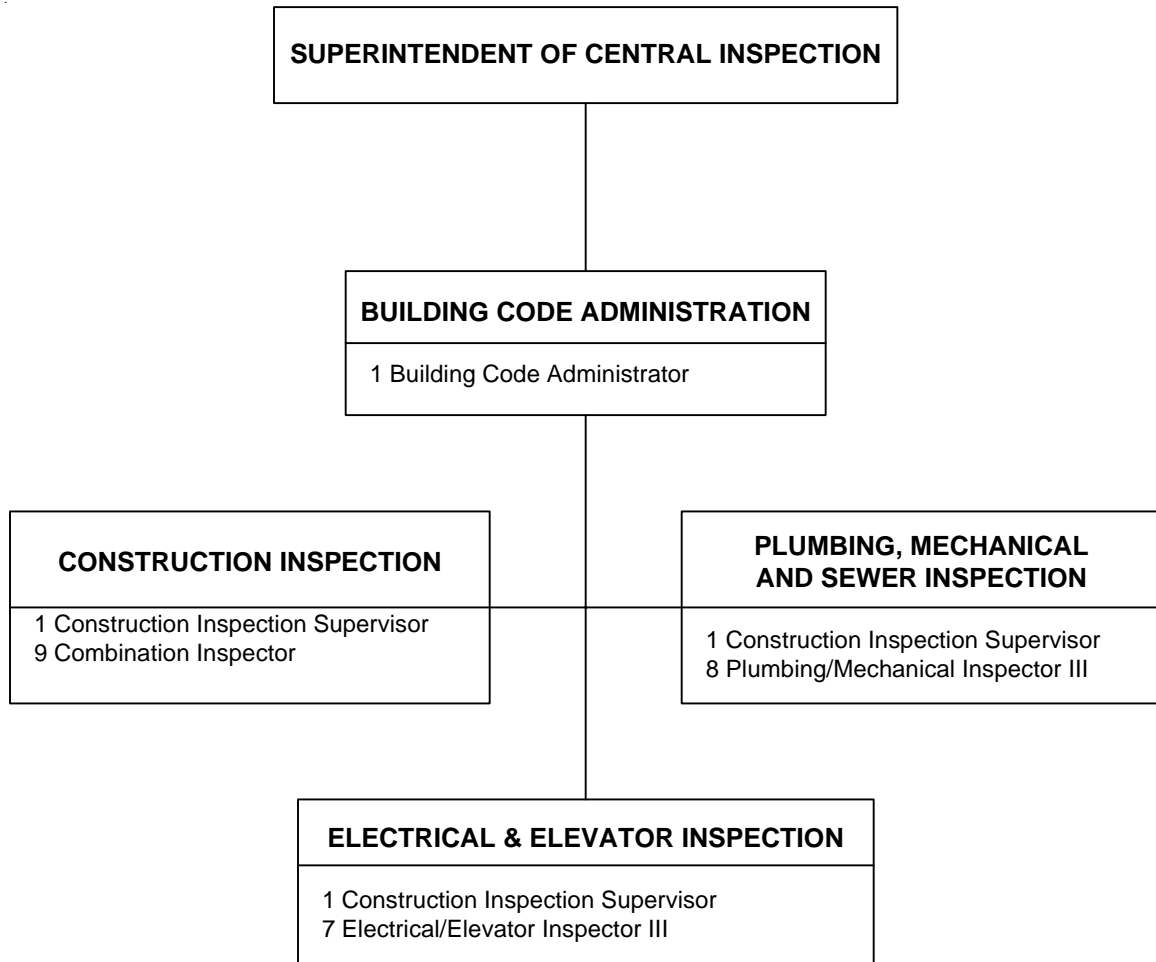 SUPERINTENDENT OF CENTRAL INSPECTION
BUILDING CODE ADMINISTRATION
1 Building Code Administrator
CONSTRUCTION INSPECTION
1 Construction Inspection Supervisor
9 Combination Inspector
PLUMBING, MECHANICAL
AND SEWER INSPECTION
1 Construction Inspection Supervisor
8 Plumbing/Mechanical Inspector III
ELECTRICAL & ELEVATOR INSPECTION
1 Construction Inspection Supervisor
7 Electrical/Elevator Inspector III